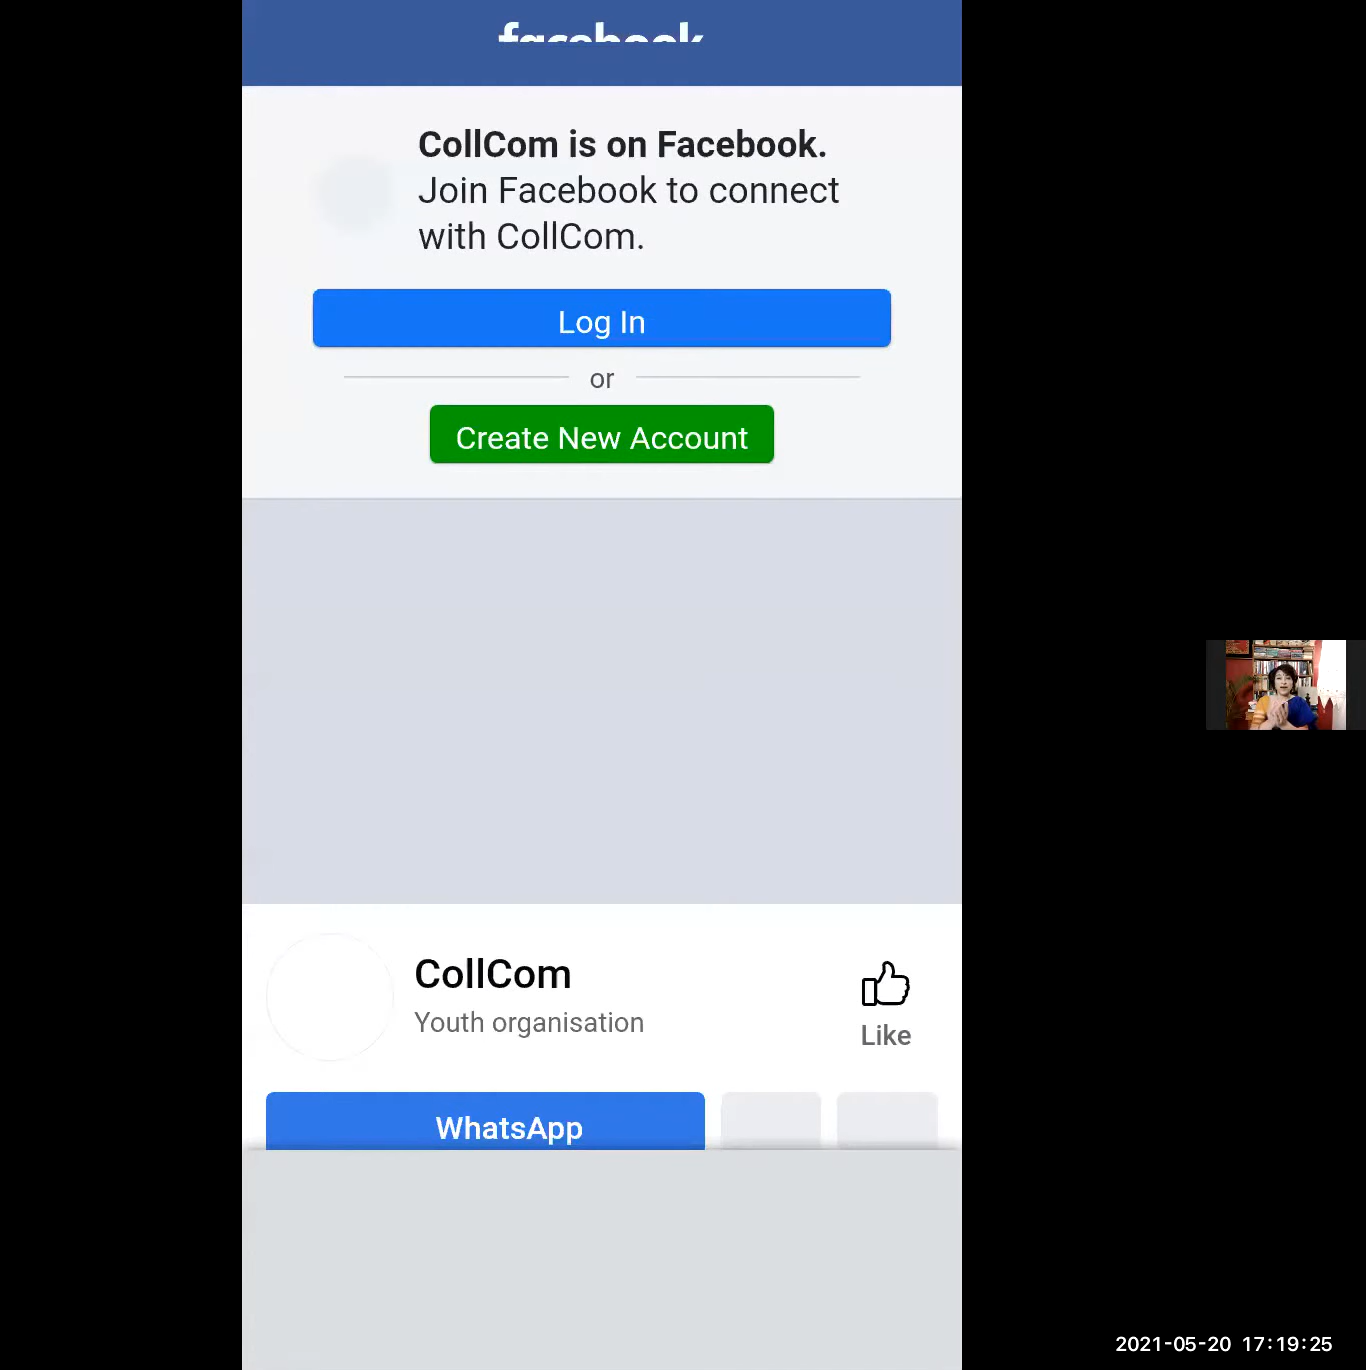 facebook
CollCom is on Facebook.
Join Facebook to connect
with CollCom.
Log In
or
Create New Account
CollCom
Youth organisation
Like
WhatsApp
2021-05-20 17:19:25